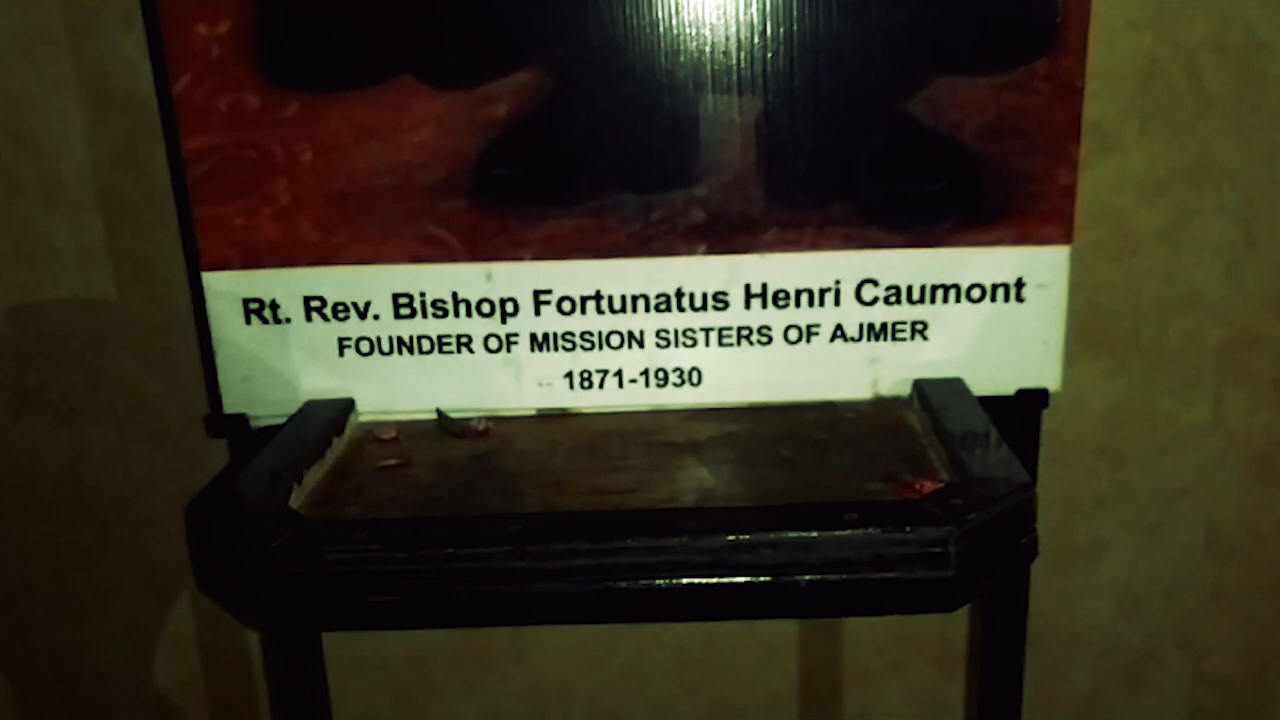 Rt. Rev. Bishop Fortunatus Henri Caumont
FOUNDER OF MISSION SISTERS OF AJMER
1871-1930